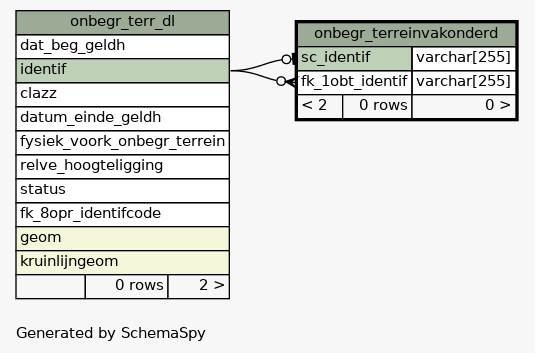 onbegr_terr_dl
dat_beg_geldh
identif
clazz
datum_einde_geldh
fysiek_voork_onbegr_terrein
relve_hoogteligging
status
fk_8opr_identifcode
geom
kruinlijngeom
0 rows 2 >
onbegr_terreinvakonderd
sc_identif varchar[255]
fk_1obt_identif varchar[255]
< 2 0 rows 0 >
Generated by SchemaSpy